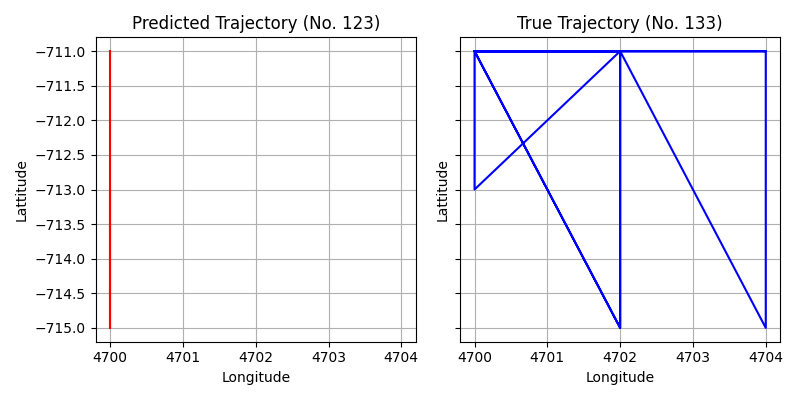 Predicted Trajectory (No. 123)
−711.0
−711.5
−712.0
−712.5
−713.0
−713.5
−714.0
−714.5
−715.0
Lattitude
4700 4701 4702 4703 4704
Longitude
True Trajectory (No. 133)
Lattitude
4700 4701 4702 4703 4704
Longitude